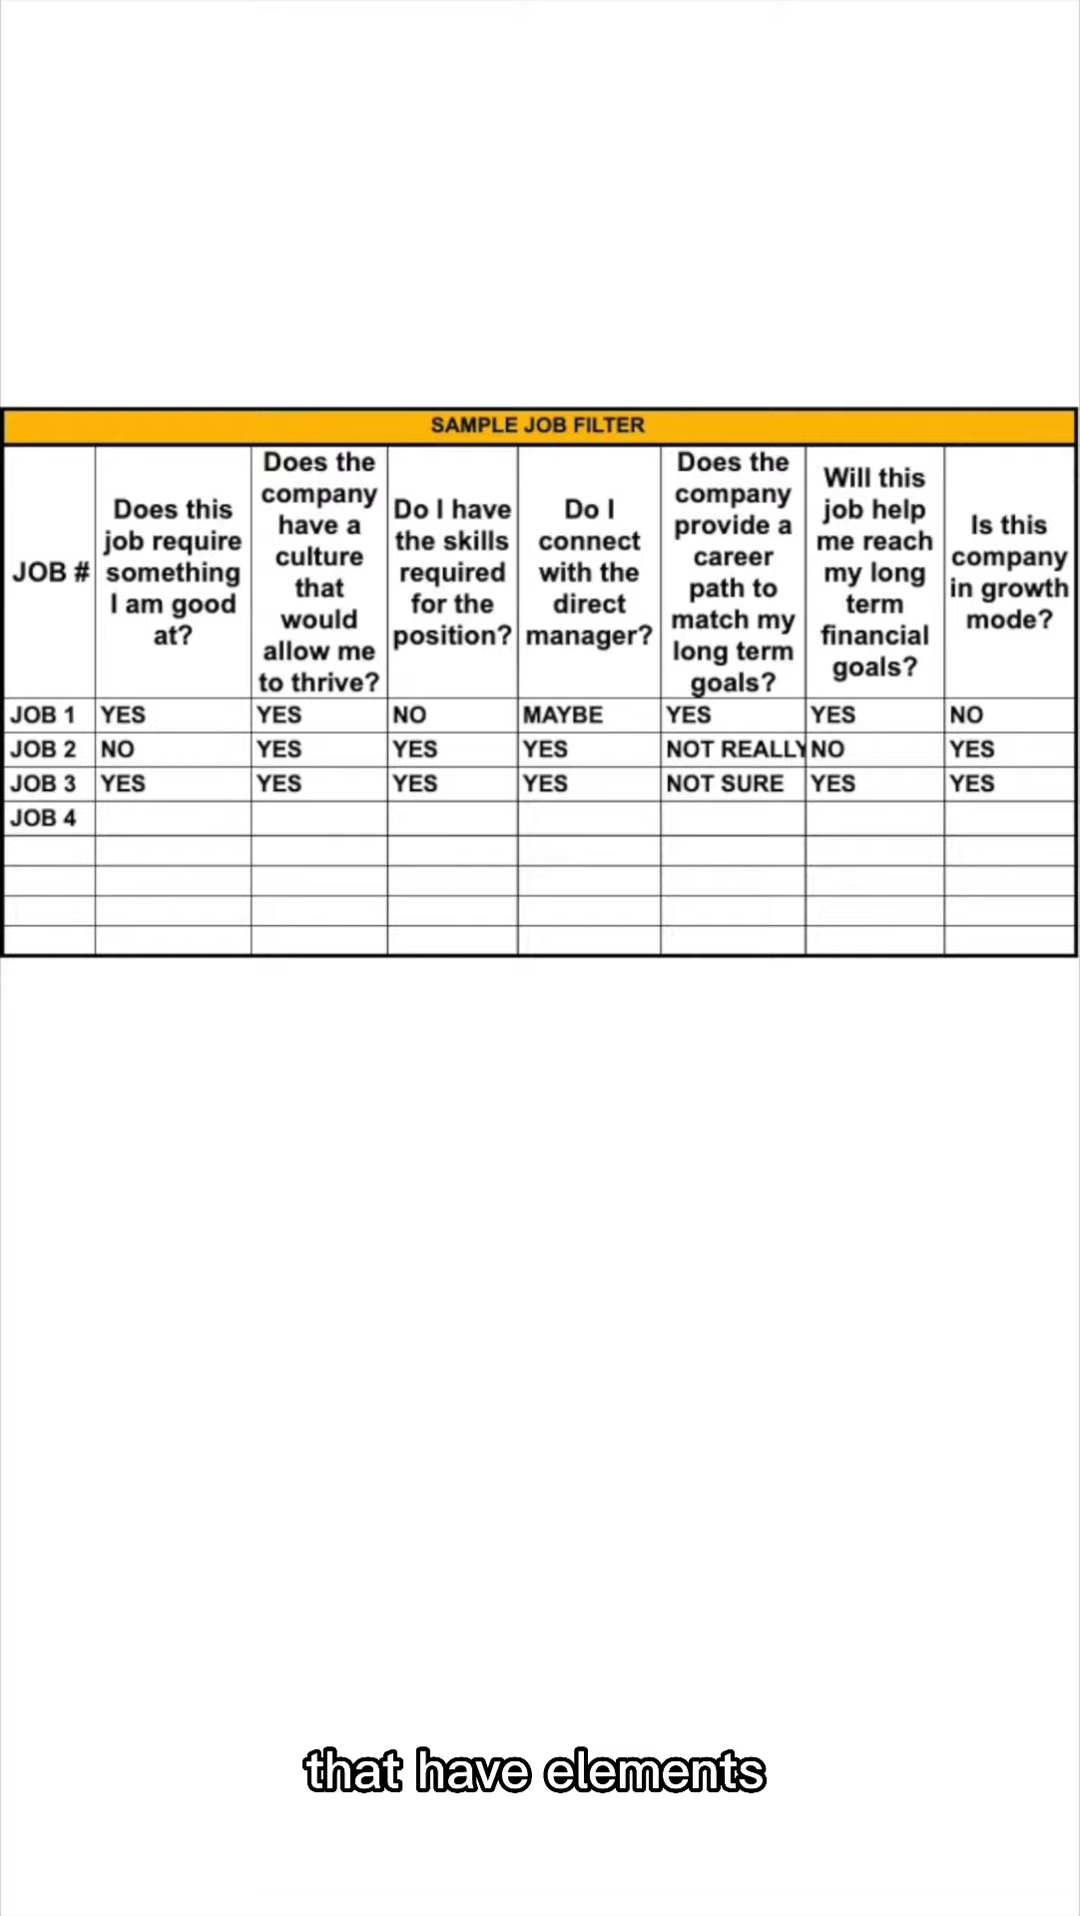 SAMPLE JOB FILTER
JOB #
Does this
job require
something
I am good
at?
Does the
company
have a
culture
that
would
allow me
to thrive?
Do I have
the skills
required
for the
position?
Do I
connect
with the
direct
manager?
Does the
company
provide a
career
path to
match my
long term
goals?
Will this
job help
me reach
my long
term
financial
goals?
Is this
company
in growth
mode?
JOB 1 YES YES NO MAYBE YES YES NO
JOB 2 NO YES YES YES NOT REALLY NO YES
JOB 3 YES YES YES YES NOT SURE YES YES
JOB 4
that have elements